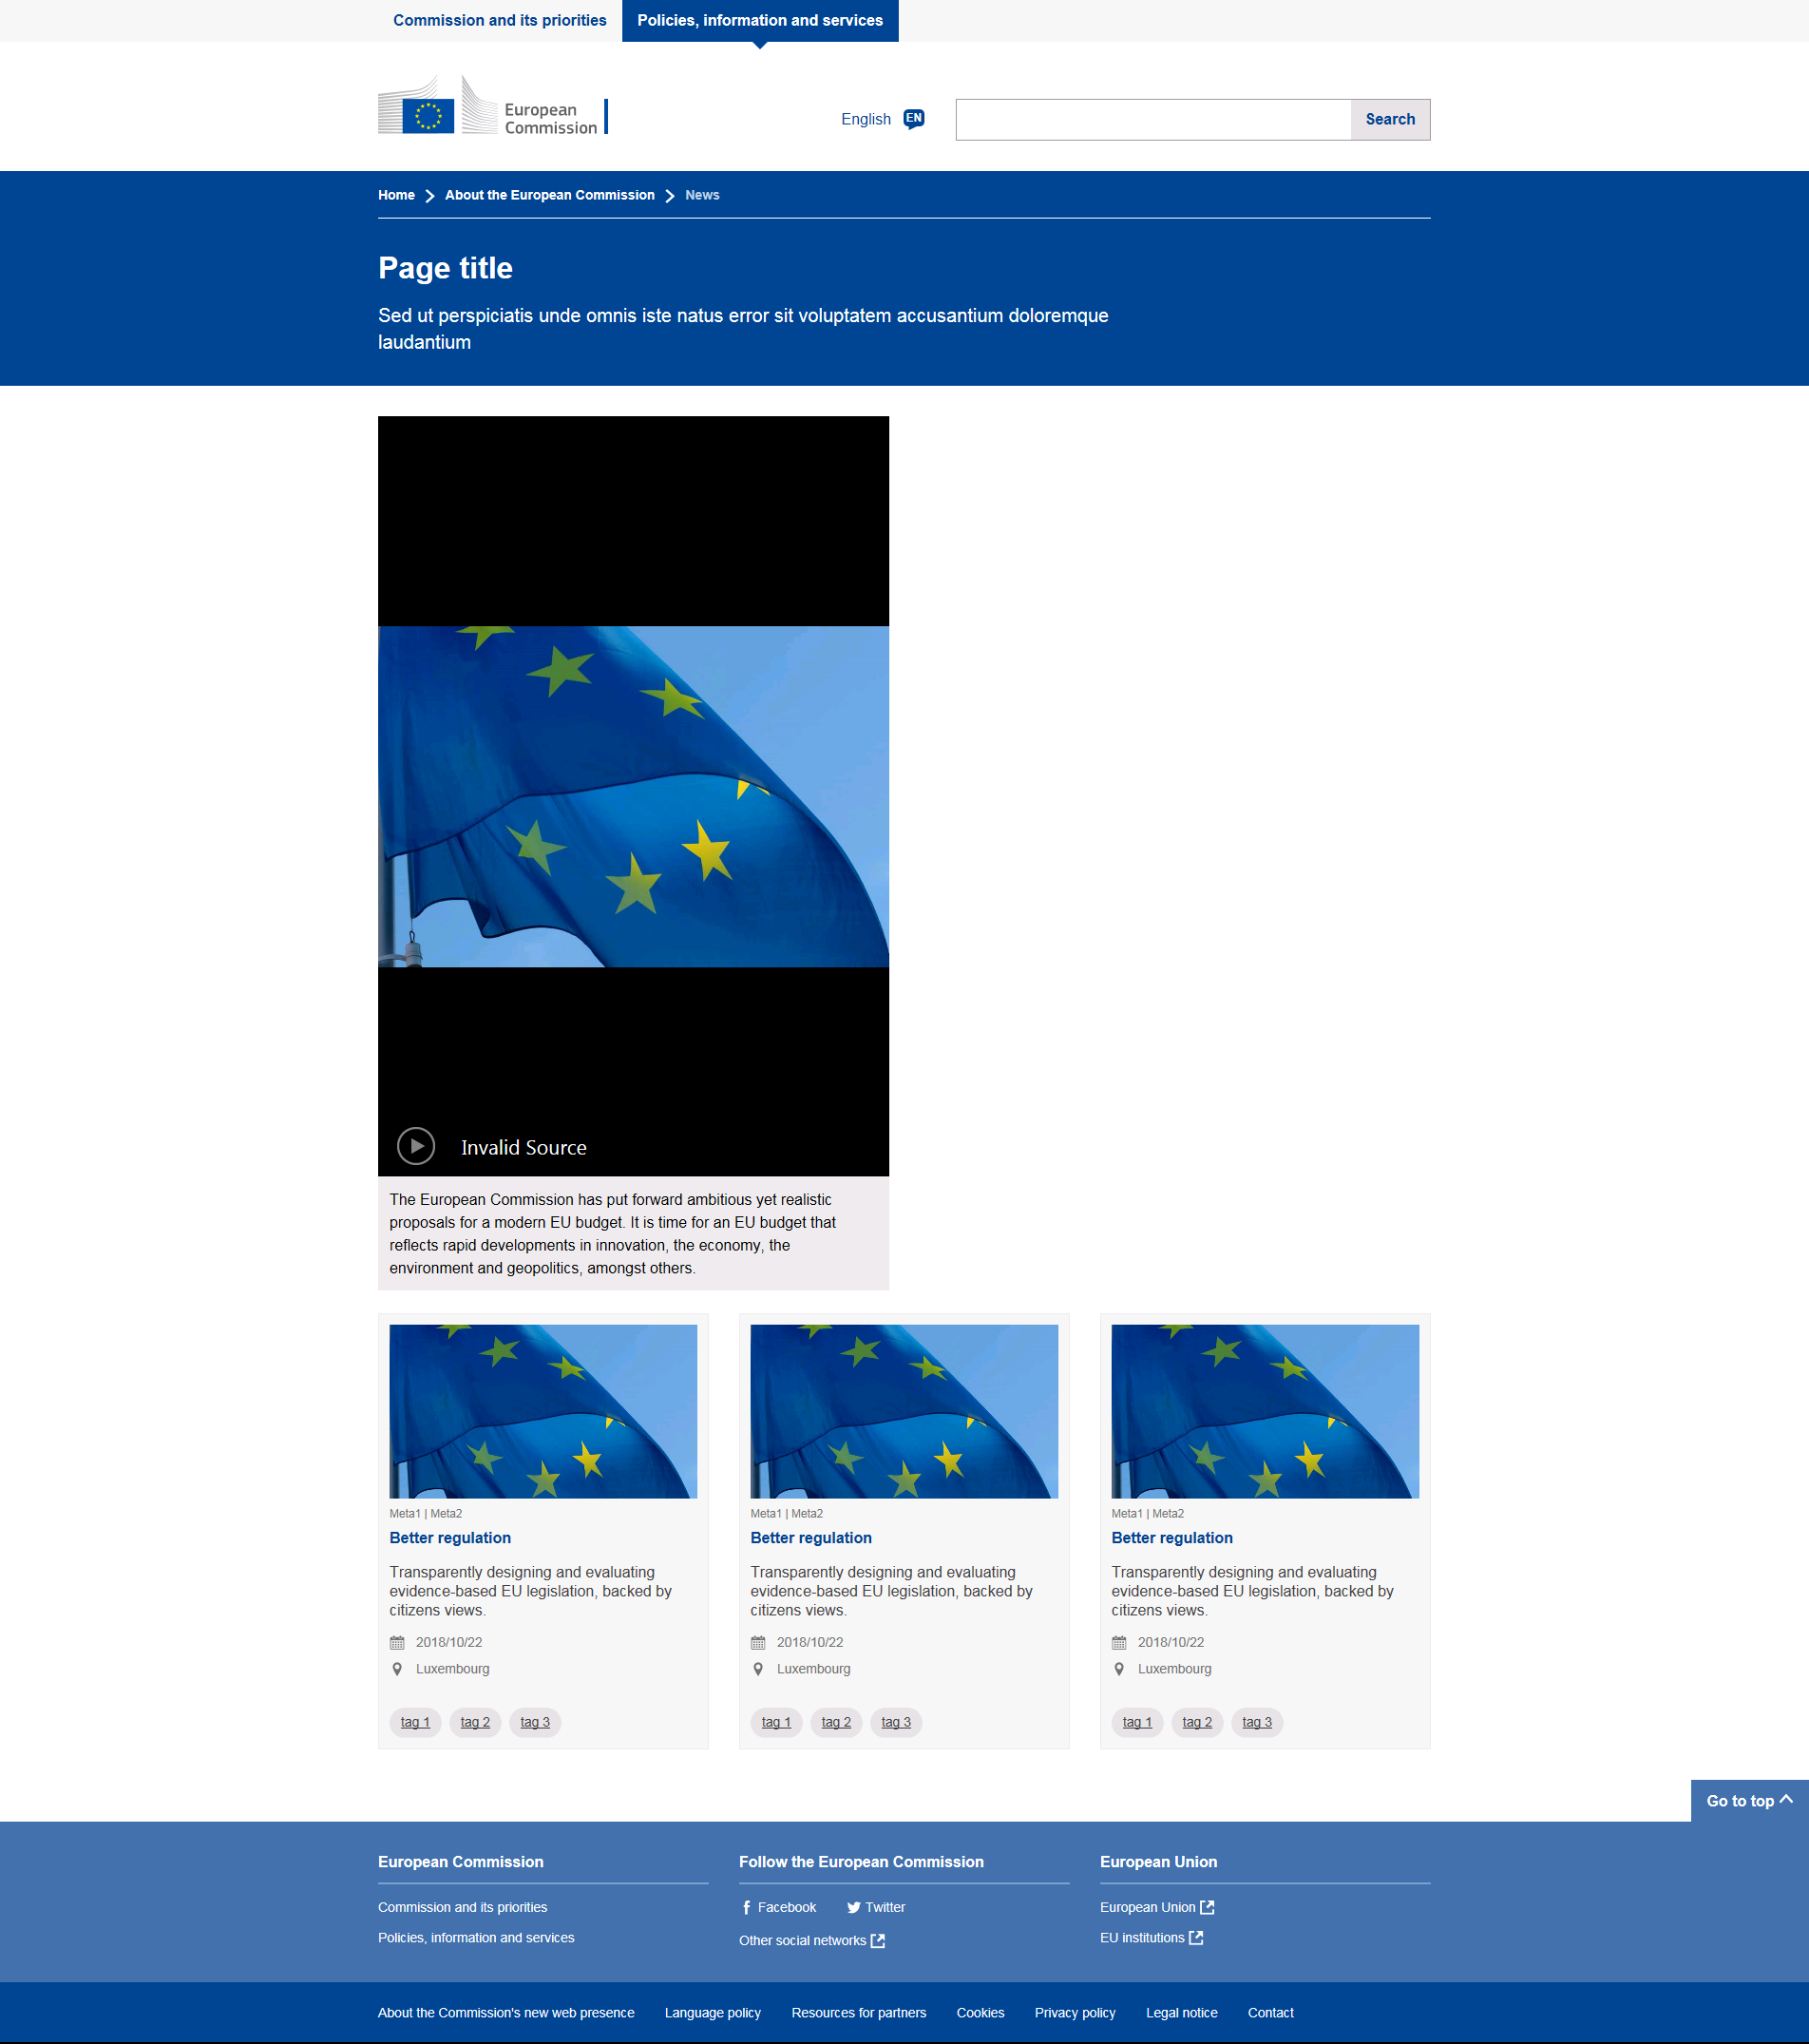 Commission and its priorities
Policies, information and services
European
Commission
English EN
Search
Home
About the European Commission
News
Page title
Sed ut perspiciatis unde omnis iste natus error sit voluptatem accusantium doloremque
laudantium
Invalid Source
The European Commission has put forward ambitious yet realistic
proposals for a modern EU budget. It is time for an EU budget that
reflects rapid developments in innovation, the economy, the
environment and geopolitics, amongst others.
Meta1 | Meta2
Better regulation
Transparently designing and evaluating
evidence-based EU legislation, backed by
citizens views.
2018/10/22
Luxembourg
tag 1 tag 2 tag 3
Meta1 | Meta2
Better regulation
Transparently designing and evaluating
evidence-based EU legislation, backed by
citizens views.
2018/10/22
Luxembourg
tag 1 tag 2 tag 3
Meta1 | Meta2
Better regulation
Transparently designing and evaluating
evidence-based EU legislation, backed by
citizens views.
2018/10/22
Luxembourg
tag 1 tag 2 tag 3
Go to top
European Commission
Commission and its priorities
Policies, information and services
Follow the European Commission
Facebook Twitter
Other social networks
European Union
European Union
EU institutions
About the Commission's new web presence Language policy Resources for partners Cookies Privacy policy Legal notice Contact